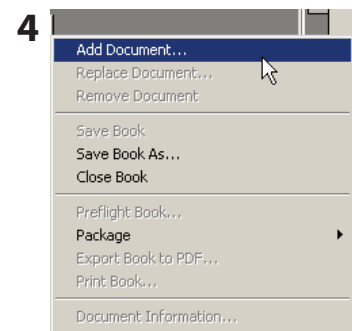 4
Add Document...
Replace Document...
Remove Document
Save Book
Save Book As...
Close Book
Preflight Book...
Package
Export Book to PDF...
Print Book...
Document Information...